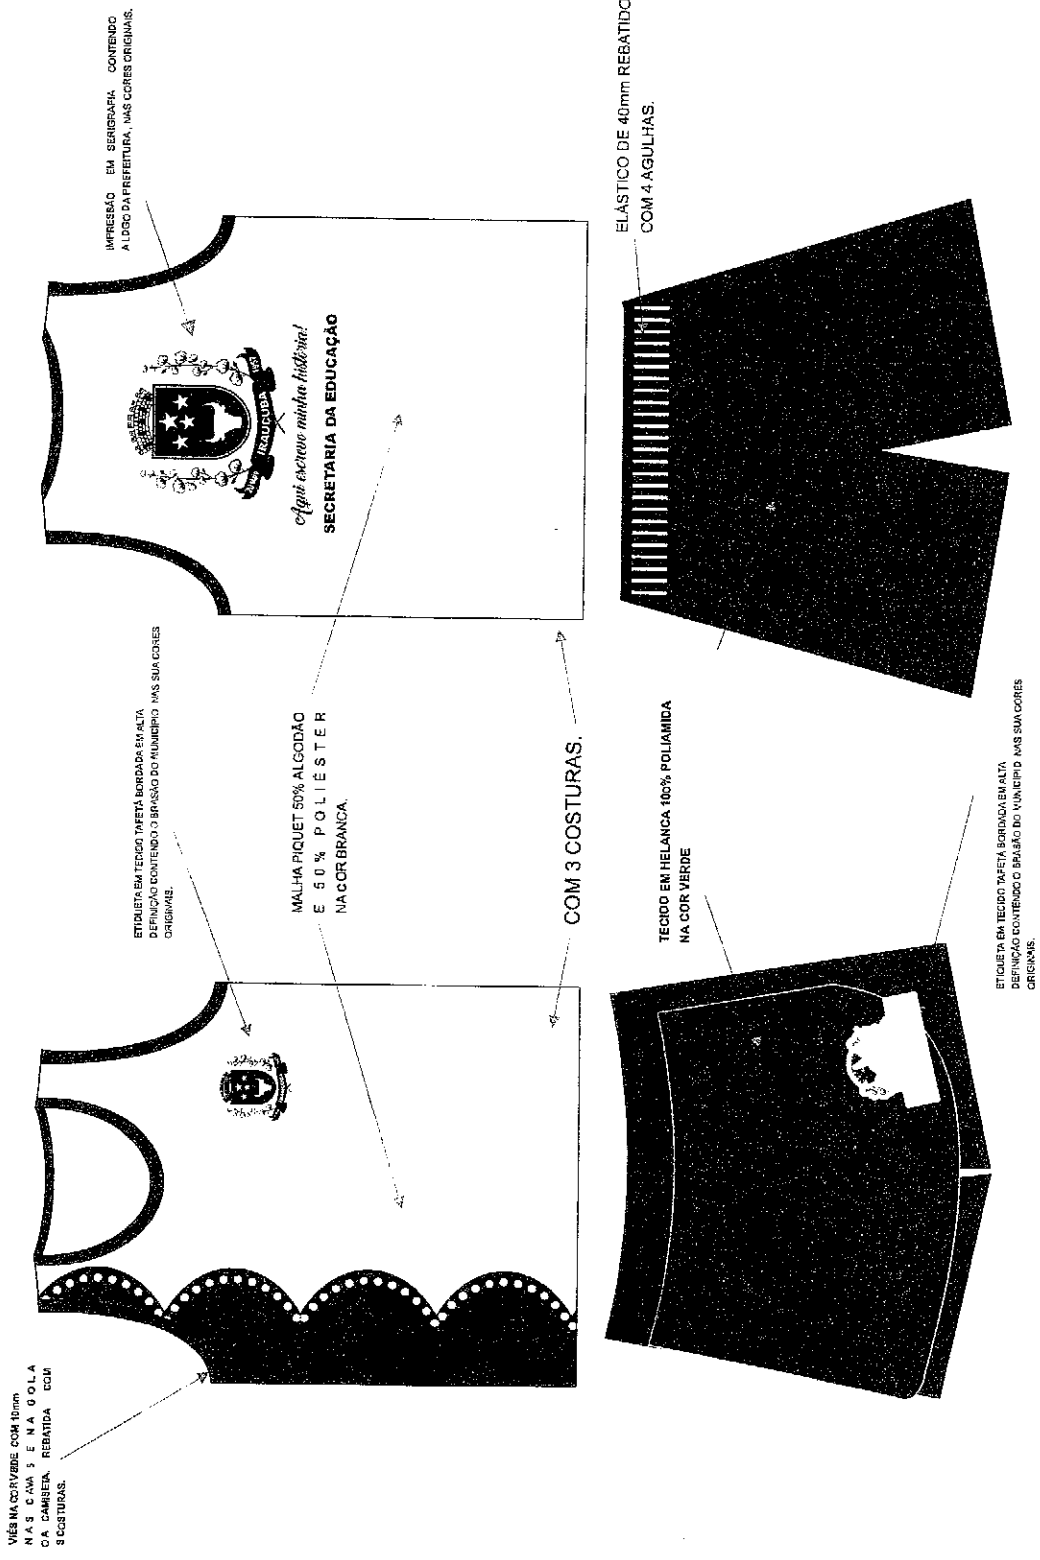 VIÉS NA COR VERDE COM 10mm
NAS CAVAS E NA GOLA
DA CAMISETA, REBATIDA COM
3 COSTURAS.
ETIQUETA EM TECIDO TAFETÁ BORDADA EM ALTA
DEFINIÇÃO CONTENDO O BRASÃO DO MUNICÍPIO NAS SUA CORES
ORIGINAIS.
IMPRESSÃO EM SERIGRAFIA CONTENDO
A LOGO DA PREFEITURA, NAS CORES ORIGINAIS.
IRAUÇUBA
Aqui escrevo minha história!
SECRETARIA DA EDUCAÇÃO
MALHA PIQUET 50% ALGODÃO
E 50% POLIÉSTER
NA COR BRANCA.
COM 3 COSTURAS.
ELÁSTICO DE 40mm REBATIDO
COM 4 AGULHAS.
TECIDO EM HELANCA 100% POLIAMIDA
NA COR VERDE
ETIQUETA EM TECIDO TAFETÁ BORDADA EM ALTA
DEFINIÇÃO CONTENDO O BRASÃO DO MUNICÍPIO NAS SUA CORES
ORIGINAIS.